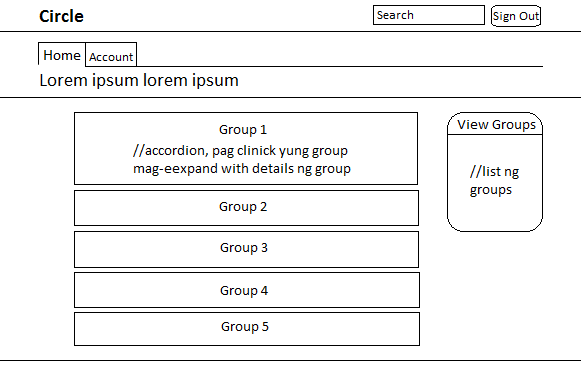 Circle
Search
Sign Out
Home
Account
Lorem ipsum lorem ipsum
Group 1
//accordion, pag clinick yung group
mag-eexpand with details ng group
Group 2
Group 3
Group 4
Group 5
View Groups
//list ng
groups